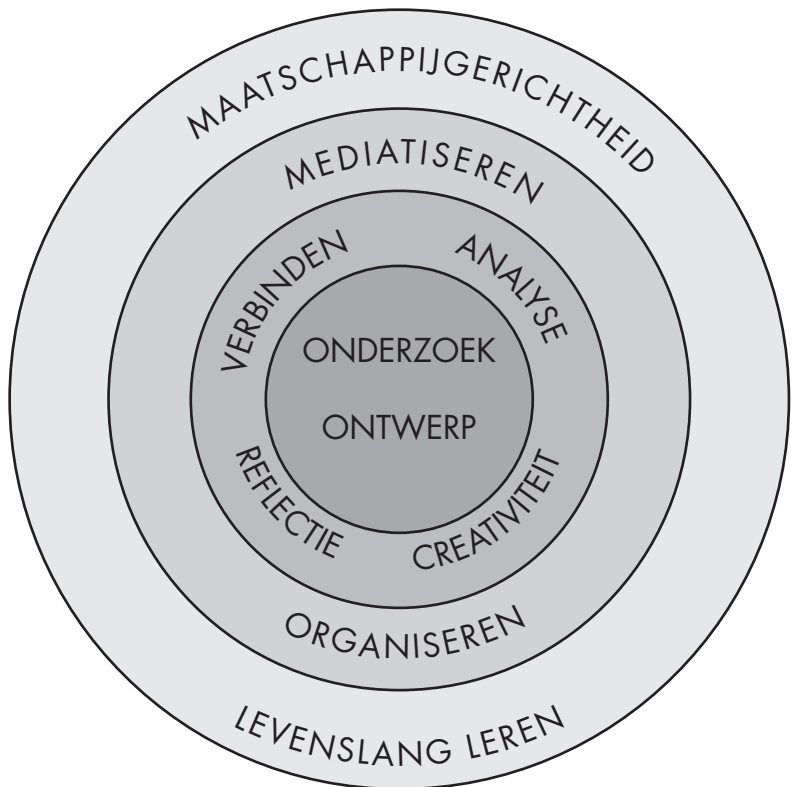 MAATSCHAPPIJGERICHTHEID
MEDIATISEREN
VERBINDEN
ANALYSE
ONDERZOEK
ONTWERP
REFLECTIE
CREATIVITEIT
ORGANISEREN
LEVENSLANG LEREN